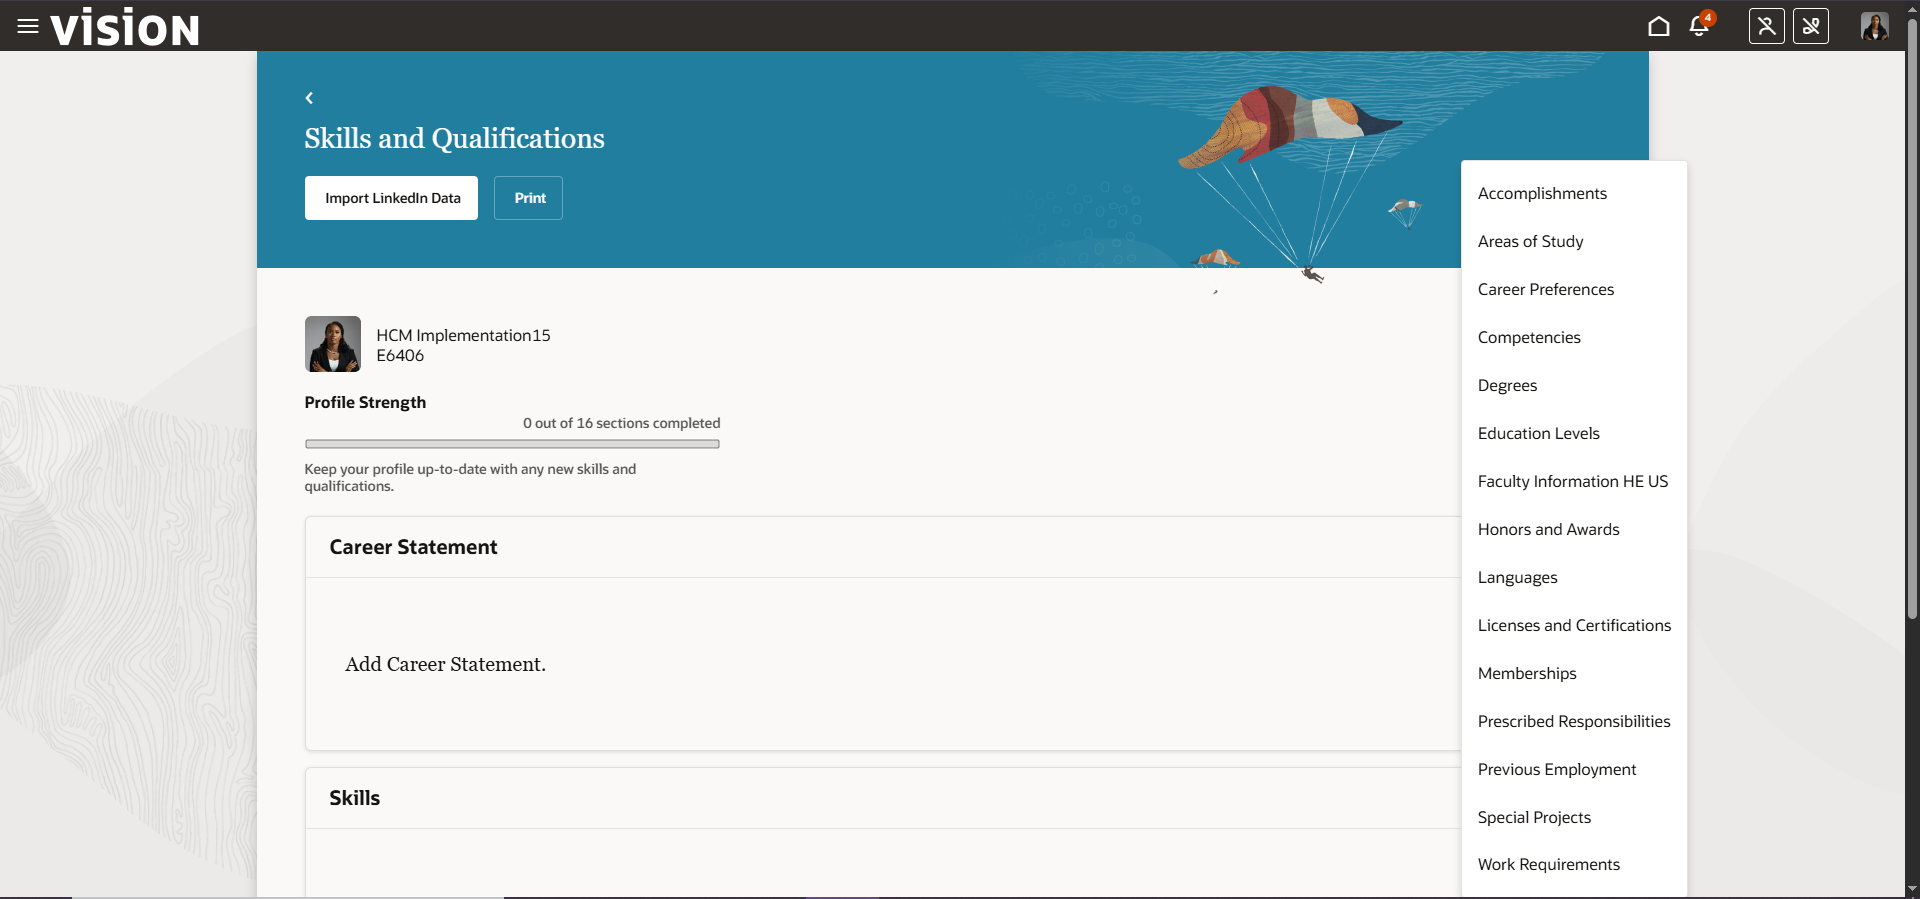 vision
4
Skills and Qualifications
Import LinkedIn Data
Print
HCM Implementation15
E6406
Profile Strength
0 out of 16 sections completed
Keep your profile up-to-date with any new skills and
qualifications.
Career Statement
Add Career Statement.
Skills
Accomplishments
Areas of Study
Career Preferences
Competencies
Degrees
Education Levels
Faculty Information HE US
Honors and Awards
Languages
Licenses and Certifications
Memberships
Prescribed Responsibilities
Previous Employment
Special Projects
Work Requirements